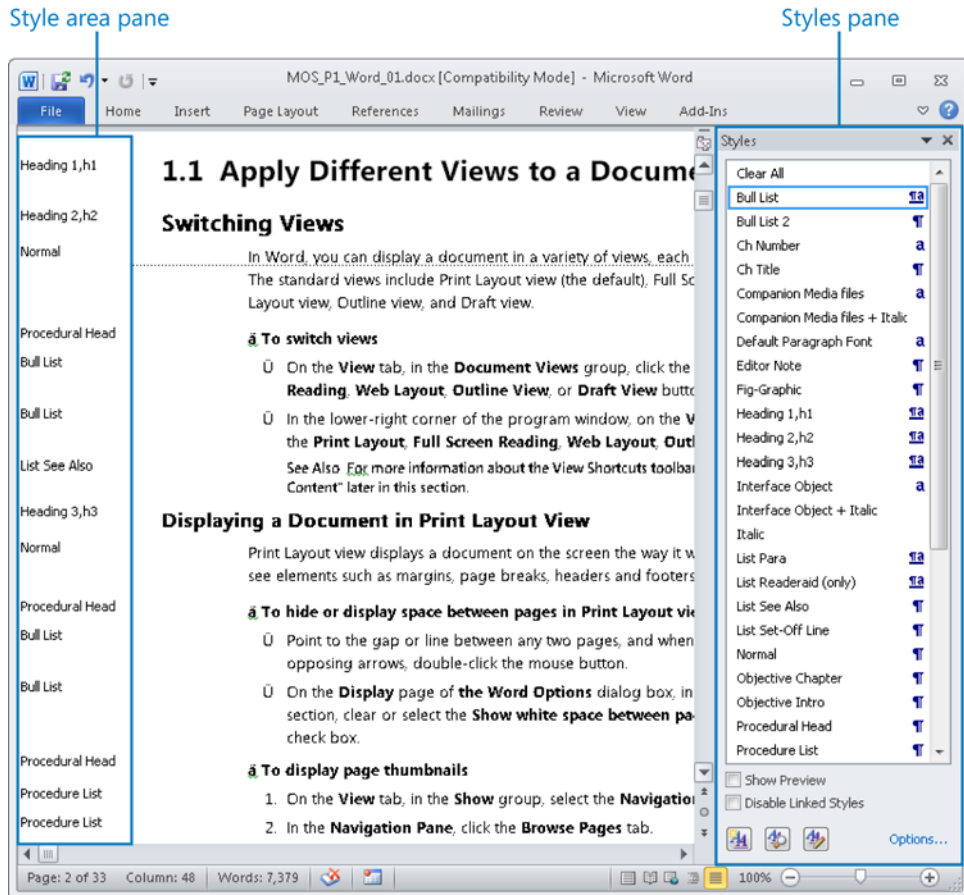 Style area pane
Styles pane
MOS_P1_Word_01.docx [Compatibility Mode] - Microsoft Word
File Home Insert Page Layout References Mailings Review View Add-Ins
Heading 1,h1
1.1 Apply Different Views to a Docume
Heading 2,h2
Switching Views
Normal
In Word, you can display a document in a variety of views, each
The standard views include Print Layout view (the default), Full Sc
Layout view, Outline view, and Draft view.
Procedural Head
ä To switch views
Bull List
Ü On the View tab, in the Document Views group, click the
Reading, Web Layout, Outline View, or Draft View butto
Bull List
Ü In the lower-right corner of the program window, on the V
the Print Layout, Full Screen Reading, Web Layout, Outl
List See Also
See Also For more information about the View Shortcuts toolbar
Content" later in this section.
Heading 3,h3
Displaying a Document in Print Layout View
Normal
Print Layout view displays a document on the screen the way it w
see elements such as margins, page breaks, headers and footers
Procedural Head
ä To hide or display space between pages in Print Layout vie
Bull List
Ü Point to the gap or line between any two pages, and when
opposing arrows, double-click the mouse button.
Bull List
Ü On the Display page of the Word Options dialog box, in
section, clear or select the Show white space between pa
check box.
Procedural Head
ä To display page thumbnails
Procedure List
1. On the View tab, in the Show group, select the Navigation
Procedure List
2. In the Navigation Pane, click the Browse Pages tab.
Styles
Clear All
Bull List ¶a
Bull List 2 ¶
Ch Number a
Ch Title ¶
Companion Media files a
Companion Media files + Italic
Default Paragraph Font a
Editor Note ¶
Fig-Graphic ¶
Heading 1,h1 ¶a
Heading 2,h2 ¶a
Heading 3,h3 ¶a
Interface Object a
Interface Object + Italic
Italic
List Para ¶a
List Readeraid (only) ¶a
List See Also ¶
List Set-Off Line ¶
Normal ¶
Objective Chapter ¶
Objective Intro ¶
Procedural Head ¶
Procedure List ¶
Show Preview
Disable Linked Styles
Options...
Page: 2 of 33 Column: 48 Words: 7,379 100%